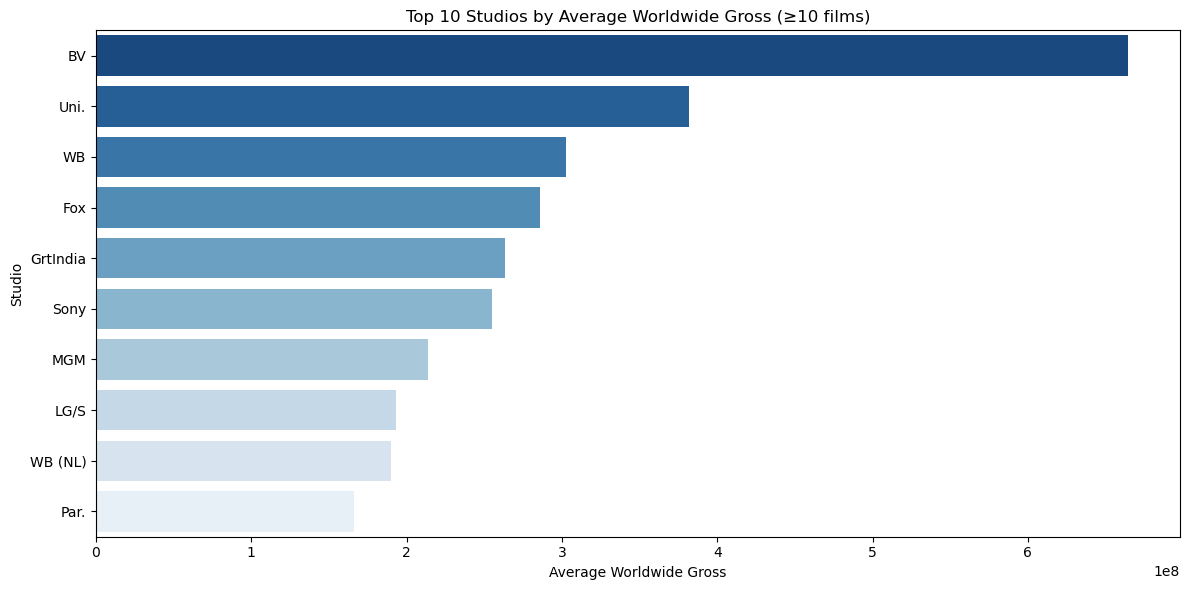 Top 10 Studios by Average Worldwide Gross (≥10 films)
Studio
BV
Uni.
WB
Fox
GrtIndia
Sony
MGM
LG/S
WB (NL)
Par.
0 1 2 3 4 5 6
1e8
Average Worldwide Gross